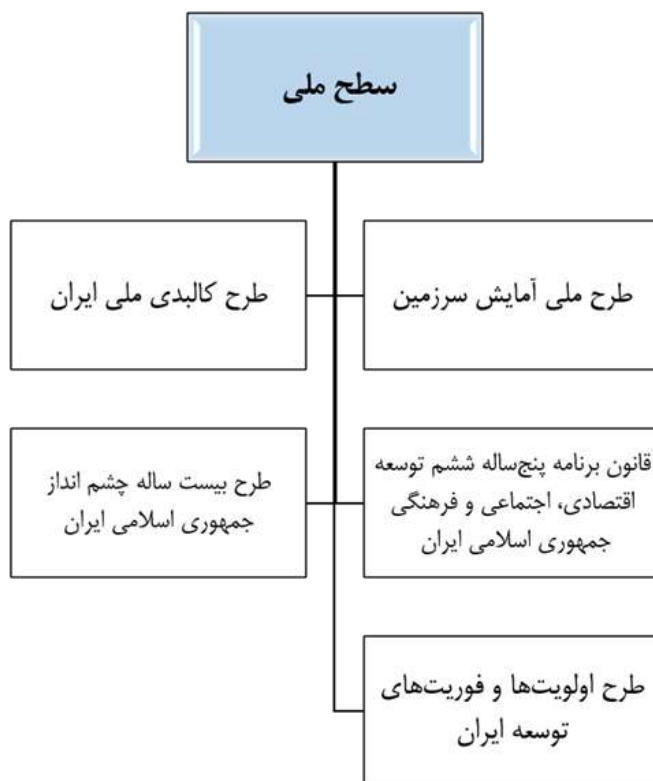 سطح ملی
طرح ملی آمایش سرزمین
طرح کالبدی ملی ایران
قانون برنامه پنج‌ساله ششم توسعه
اقتصادی، اجتماعی و فرهنگی
جمهوری اسلامی ایران
طرح بیست ساله چشم انداز
جمهوری اسلامی ایران
طرح اولویت‌ها و فوریت‌های
توسعه ایران